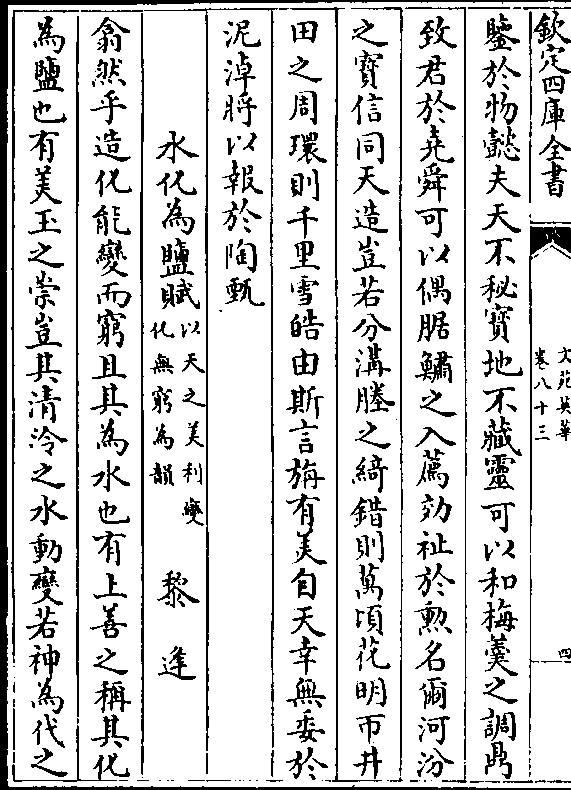 欽定四庫全書
文苑英華
卷八十三
四
鑒於物懿夫天不秘寳地不藏靈可以和梅羮之調鼎
致君於堯舜可以偶腒鱐之入薦効祉於勲名爾河汾
之寳信同天造豈若分溝塍之綺錯則萬頃花明帀井
田之周環則千里雪皓由斯言旃有美自天幸無委於
泥淖將以報於陶甄
水化為鹽賦以天之美利變化無窮為韻 黎逢
翕然乎造化能變而窮且其為水也有上善之稱其化
為鹽也有美玉之崇豈其清泠之水動變若神為代之